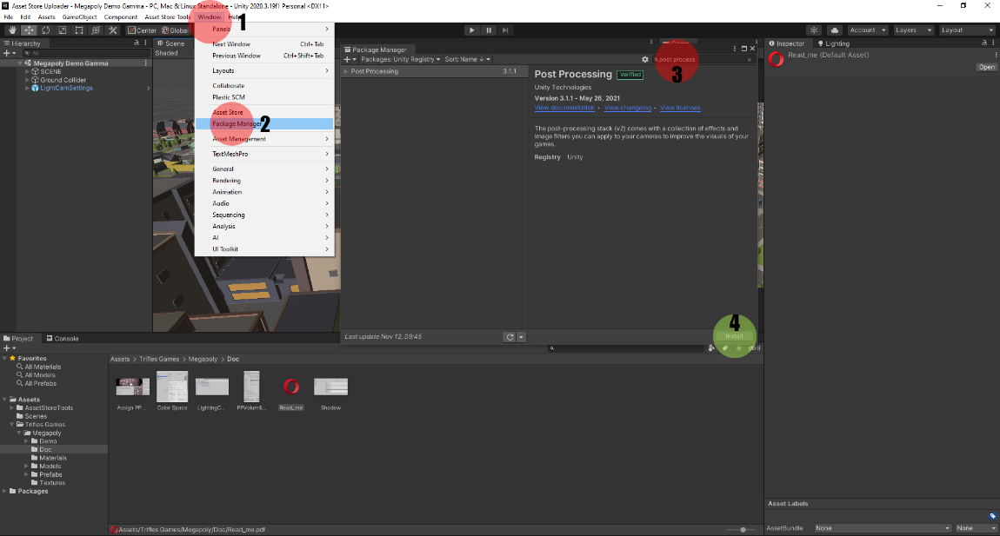 Asset Store Uploader - Megapoly Demo Gamma - PC, Mac & Linux Standalone - Unity 2020.3.19f1 Personal <DX11>
File Edit Assets GameObject Component Asset Store Tools Window Help
1
Center Global
Account Layers Layout
Hierarchy
All
Megapoly Demo Gamma
SCENE
Ground Collider
LightCamSettings
Scene
Shaded
Panels
Next Window Ctrl+Tab
Previous Window Ctrl+Shift+Tab
Layouts
Collaborate
Plastic SCM
Asset Store
Package Manager
2
Asset Management
TextMeshPro
General
Rendering
Animation
Audio
Sequencing
Analysis
AI
UI Toolkit
Package Manager
Packages: Unity Registry Sort: Name ↓
post process
3
Post Processing 3.1.1
Post Processing Verified
Unity Technologies
Version 3.1.1 - May 26, 2021
View documentation • View changelog • View licenses
The post-processing stack (v2) comes with a collection of effects and
image filters you can apply to your cameras to improve the visuals of your
games.
Registry Unity
Last update Nov 12, 09:45
4
Install
Inspector Lighting
Read_me (Default Asset)
Open
Project Console
9
Favorites
All Materials
All Models
All Prefabs
Assets
AssetStoreTools
Scenes
Trifles Games
Megapoly
Demo
Doc
Materials
Models
Prefabs
Textures
Packages
Assets > Trifles Games > Megapoly > Doc
Assign PP ... Color Space LightingC... PPVolum&... Read_me Shadow
Assets/Trifles Games/Megapoly/Doc/Read_me.pdf
Asset Labels
AssetBundle None None